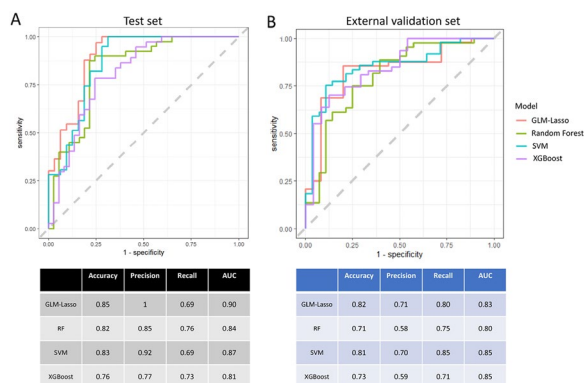 A
Test set
1.00
0.75
0.50
0.25
0.00
sensitivity
0.00 0.25 0.50 0.75 1.00
1 - specificity
B
External validation set
1.00
0.75
0.50
0.25
0.00
sensitivity
0.00 0.25 0.50 0.75 1.00
1 - specificity
Model
GLM-Lasso
Random Forest
SVM
XGBoost
Accuracy Precision Recall AUC
GLM-Lasso 0.85 1 0.69 0.90
RF 0.82 0.85 0.76 0.84
SVM 0.83 0.92 0.69 0.87
XGBoost 0.76 0.77 0.73 0.81
Accuracy Precision Recall AUC
GLM-Lasso 0.82 0.71 0.80 0.83
RF 0.71 0.58 0.75 0.80
SVM 0.81 0.70 0.85 0.85
XGBoost 0.73 0.59 0.71 0.85